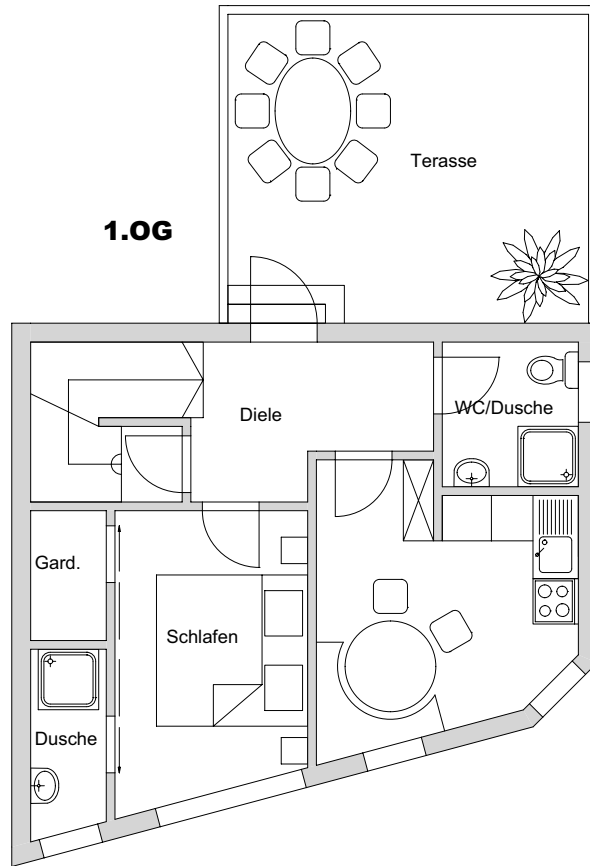 Terasse
1.OG
Diele
WC/Dusche
Gard.
Schlafen
Dusche